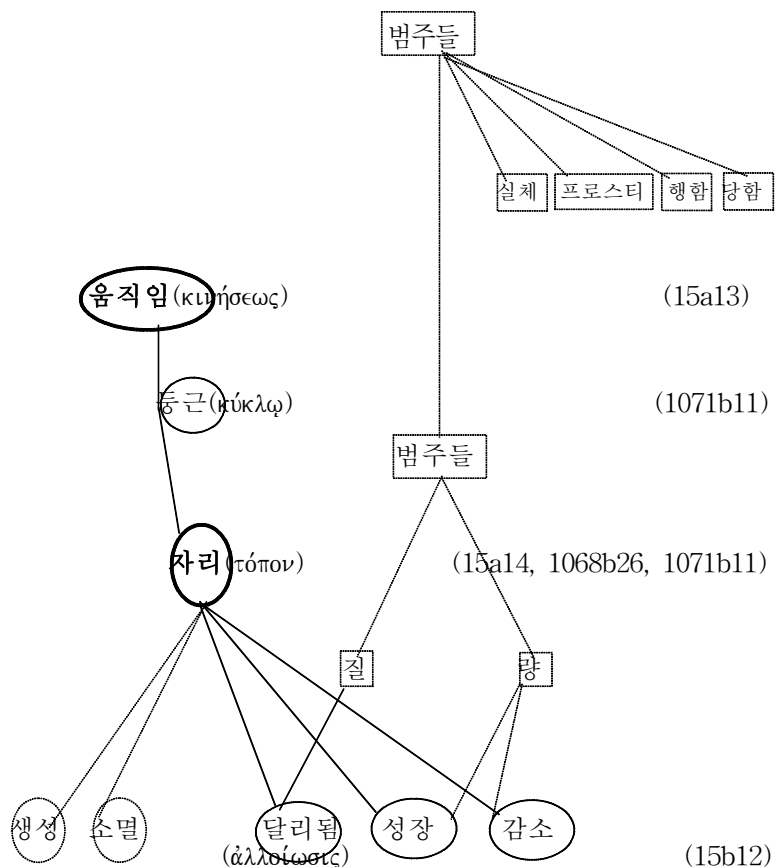 범주들
실체 프로스티 행함 당함
움직임(κινήσεως) (15a13)
둥근(κύκλῳ) (1071b11)
범주들
자리(τόπον) (15a14, 1068b26, 1071b11)
질 량
생성 소멸 달리됨 성장 감소
(ἀλλοίωσις) (15b12)